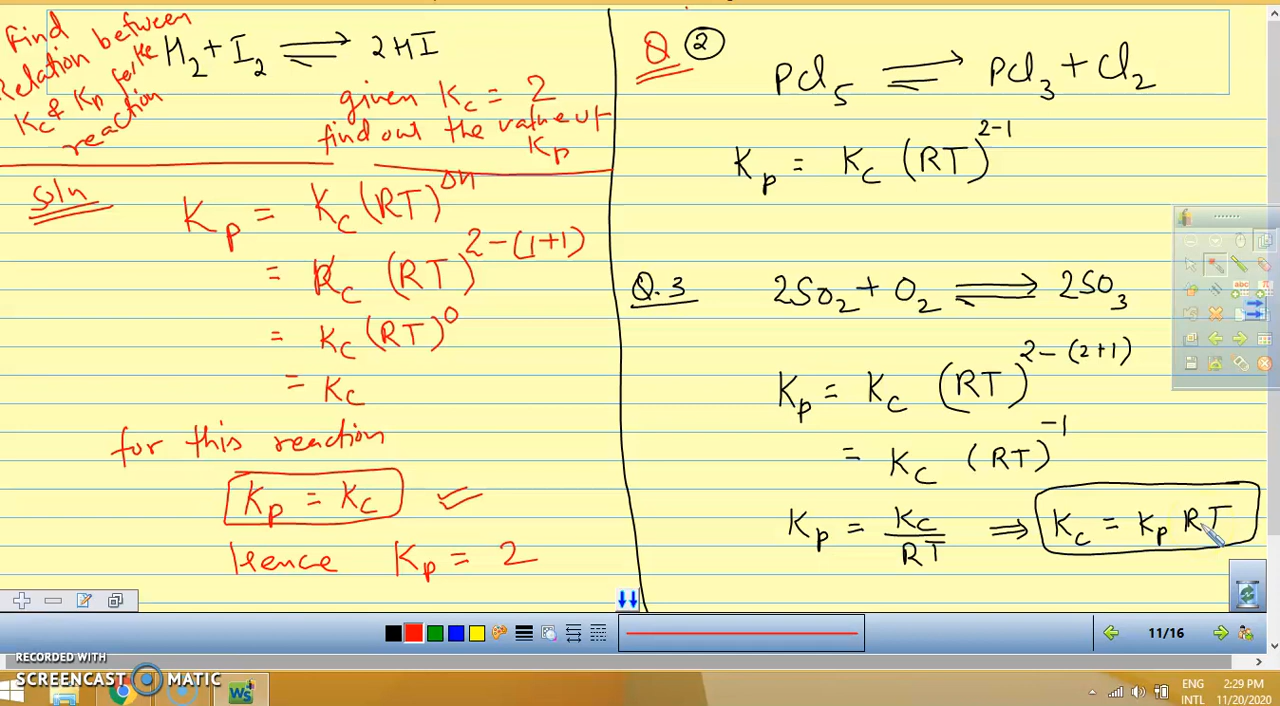 Find
Relation between
Kc & Kp for the
reaction
H₂ + I₂ ⇌ 2HI
given Kc = 2
find out the value of
Kp
Soln
Kp = Kc (RT)^Δn
= Kc (RT)^2-(1+1)
= Kc (RT)^0
= Kc
for this reaction
Kp = Kc ✓
Hence Kp = 2
Q ②
PCl₅ ⇌ PCl₃ + Cl₂
Kp = Kc (RT)^2-1
Q.3 2SO₂ + O₂ ⇌ 2SO₃
Kp = Kc (RT)^2-(2+1)
= Kc (RT)^-1
Kp = Kc/RT ⇒ Kc = Kp RT
11/16
RECORDED WITH
SCREENCAST MATIC
ENG
INTL
2:29 PM
11/20/2020